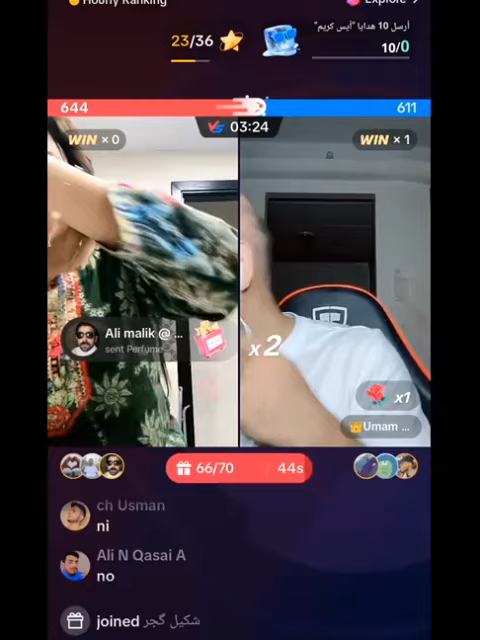 Hourly Ranking
Explore
23/36
أرسل 10 هدايا "آيس كريم"
10/0
644
611
WIN × 0
VS 03:24
WIN × 1
Ali malik @ ...
sent Perfume
x2
x1
Umam ...
66/70
44s
ch Usman
ni
Ali N Qasai A
no
joined شکیل گجر